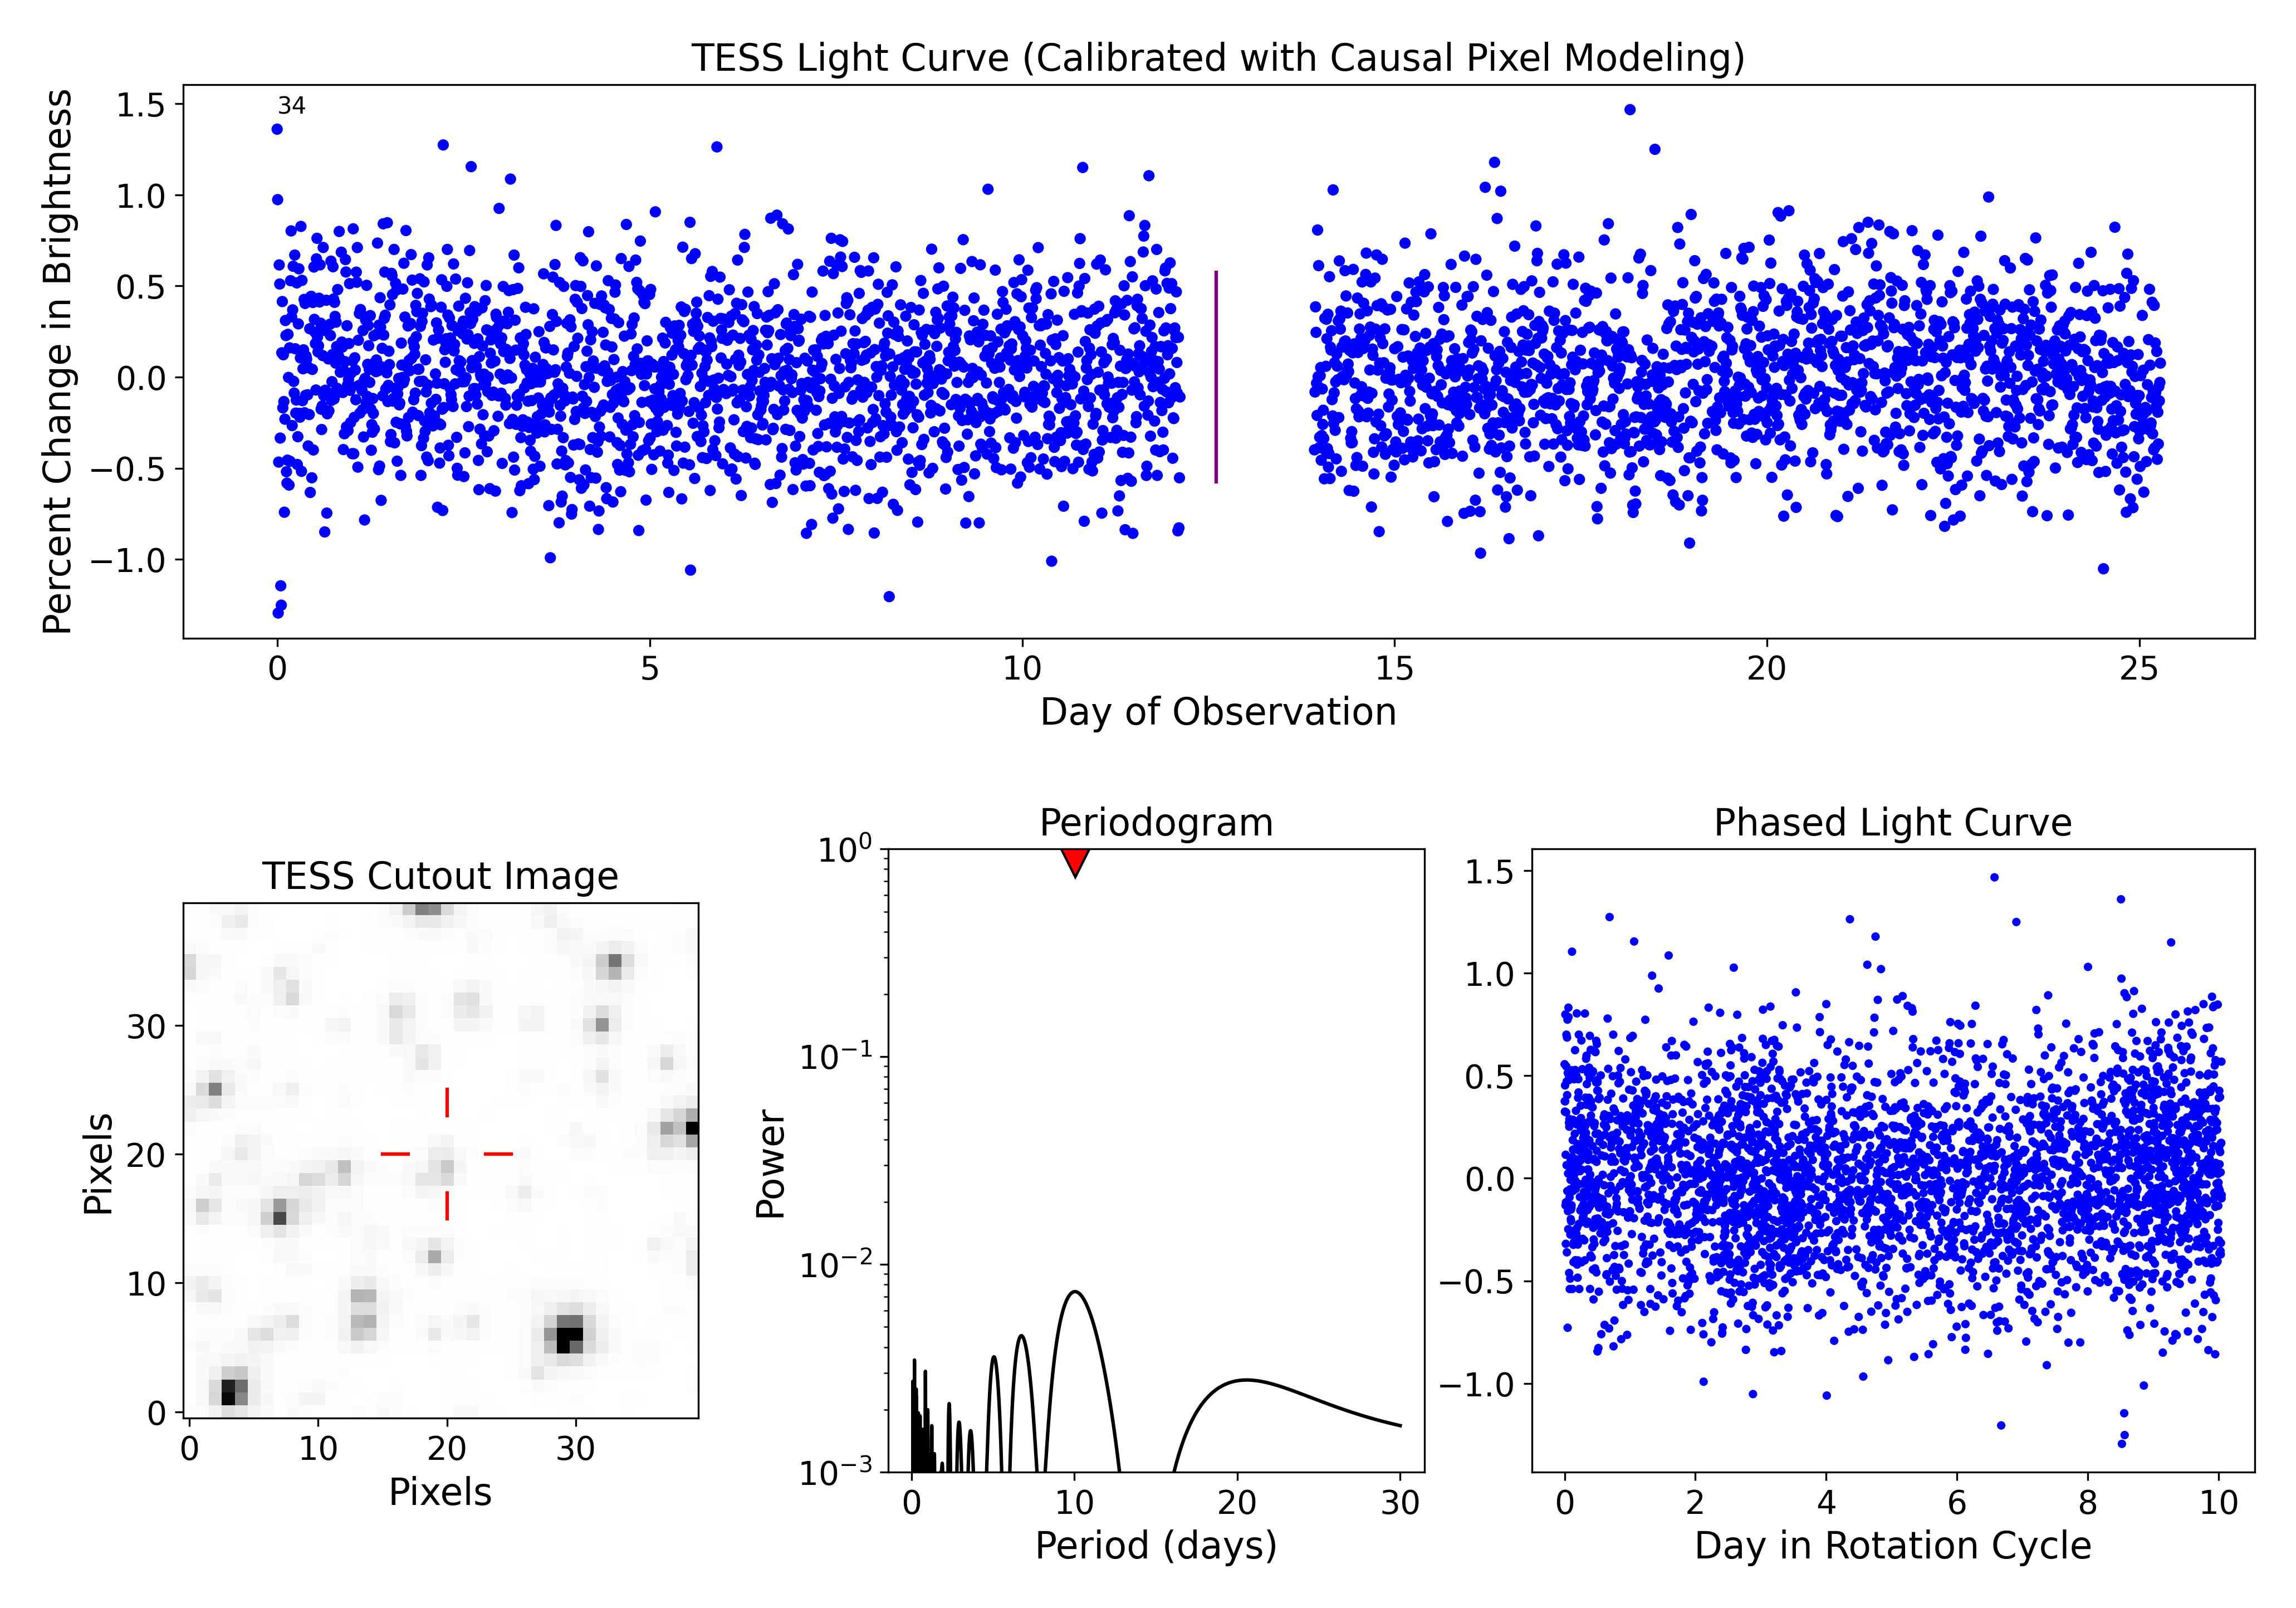 TESS Light Curve (Calibrated with Causal Pixel Modeling)
Percent Change in Brightness
1.5
1.0
0.5
0.0
−0.5
−1.0
34
0 5 10 15 20 25
Day of Observation
TESS Cutout Image
Pixels
30
20
10
0
0 10 20 30
Pixels
Periodogram
Power
10⁰
10⁻¹
10⁻²
10⁻³
0 10 20 30
Period (days)
Phased Light Curve
1.5
1.0
0.5
0.0
−0.5
−1.0
0 2 4 6 8 10
Day in Rotation Cycle